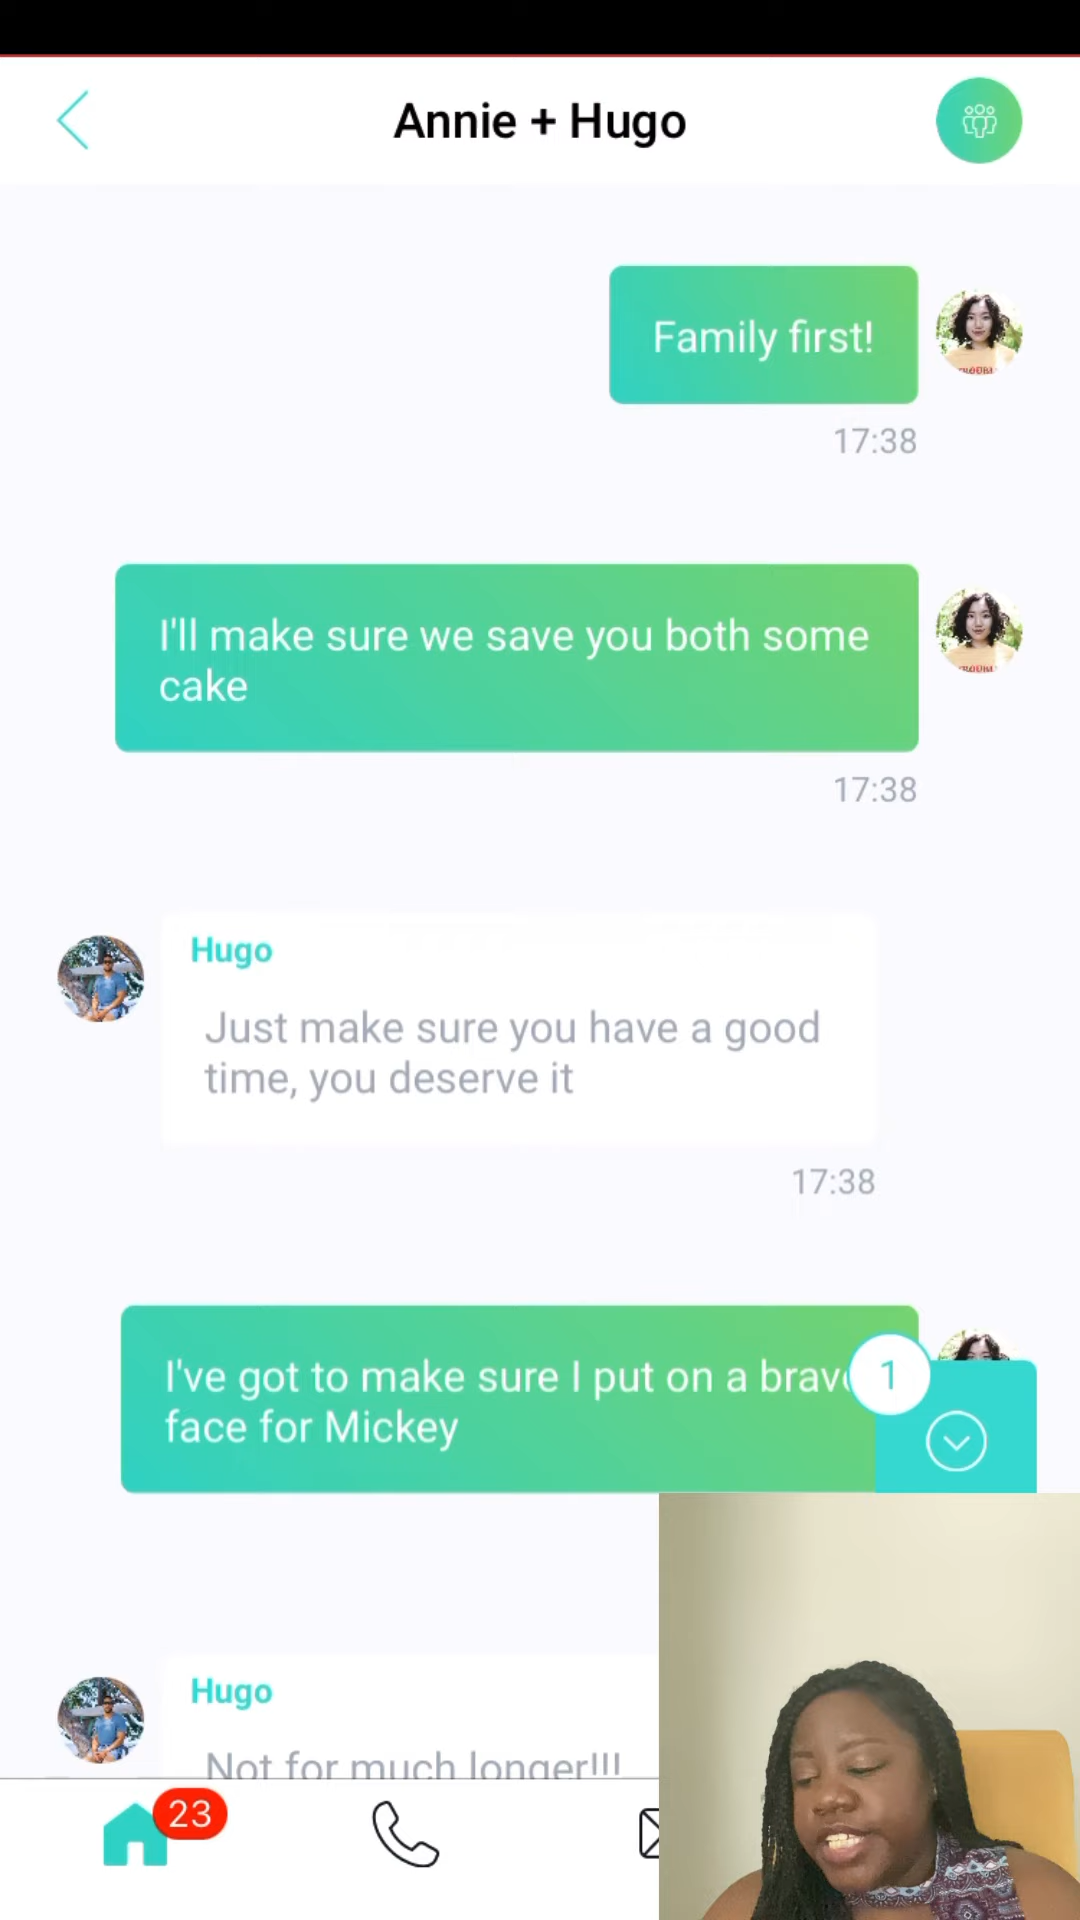 Annie + Hugo
Family first!
17:38
I'll make sure we save you both some
cake
17:38
Hugo
Just make sure you have a good
time, you deserve it
17:38
I've got to make sure I put on a brave
face for Mickey
1
Hugo
Not for much longer!!!
23